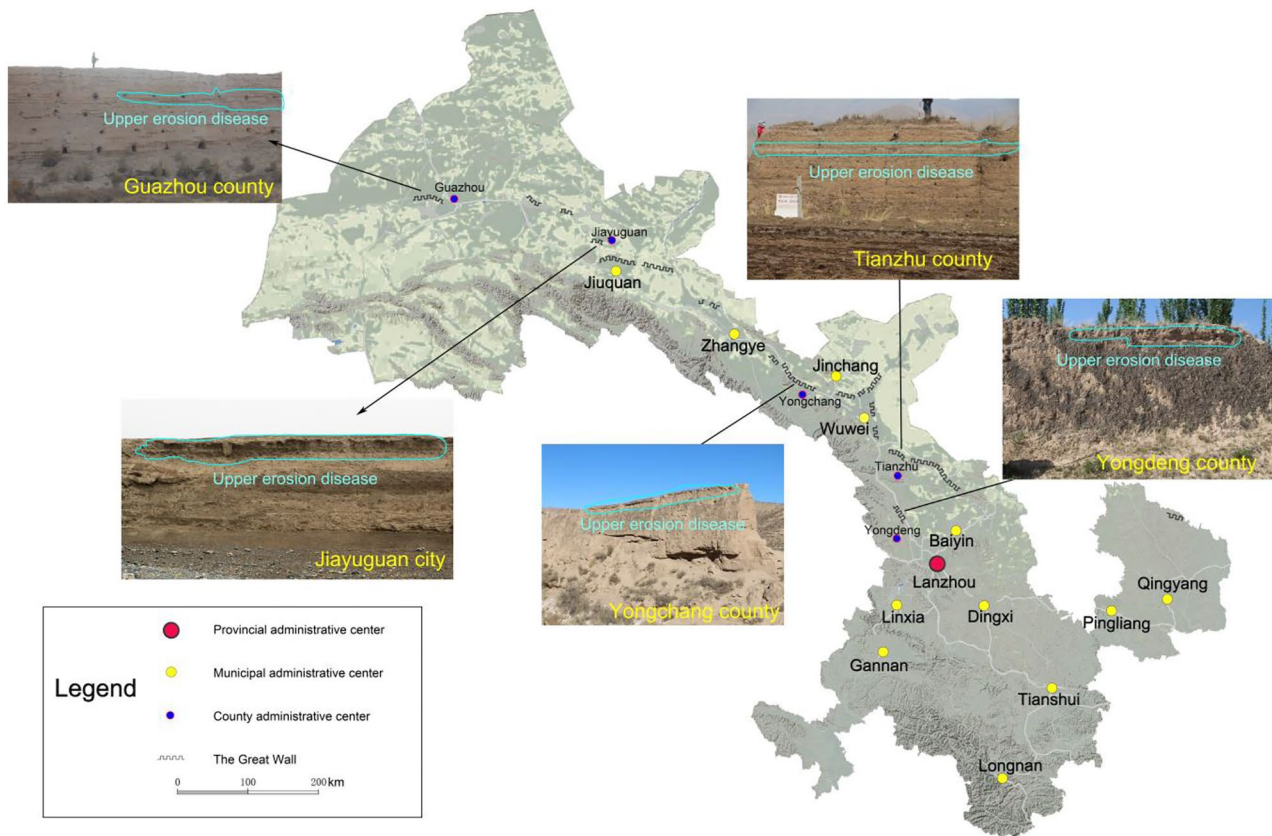 Upper erosion disease
Guazhou county
Upper erosion disease
Tianzhu county
Upper erosion disease
Yongdeng county
Upper erosion disease
Jiayuguan city
Upper erosion disease
Yongchang county
Guazhou
Jiayuguan
Jiuquan
Zhangye
Jinchang
Yongchang
Wuwei
Tianzhu
Yongdeng
Baiyin
Lanzhou
Linxia
Dingxi
Pingliang
Qingyang
Gannan
Tianshui
Longnan
Legend
Provincial administrative center
Municipal administrative center
County administrative center
The Great Wall
0 100 200 km